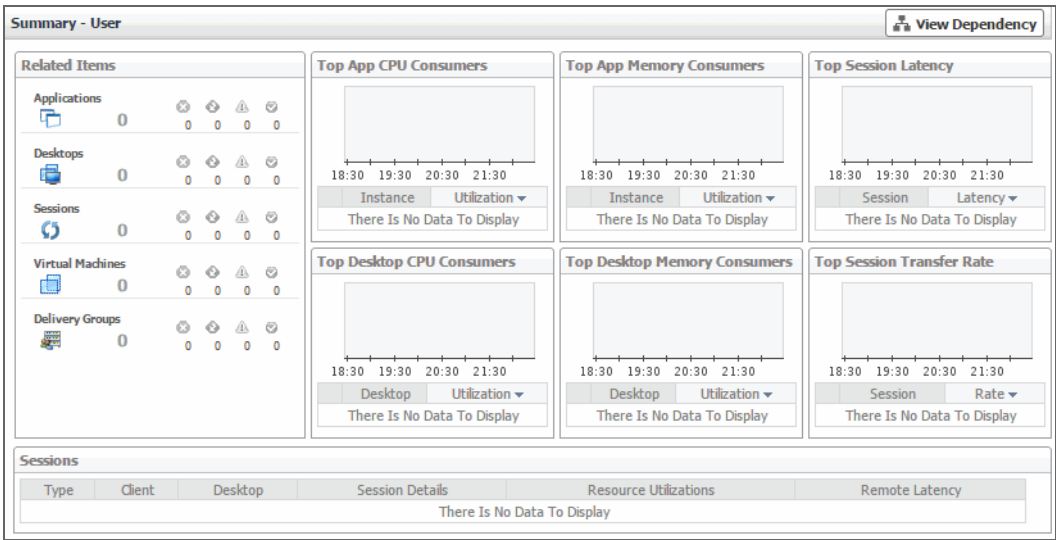 Summary - User
View Dependency
Related Items
Applications
0
0 0 0 0
Desktops
0
0 0 0 0
Sessions
0
0 0 0 0
Virtual Machines
0
0 0 0 0
Delivery Groups
0
0 0 0 0
Top App CPU Consumers
18:30 19:30 20:30 21:30
Instance Utilization
There Is No Data To Display
Top App Memory Consumers
18:30 19:30 20:30 21:30
Instance Utilization
There Is No Data To Display
Top Session Latency
18:30 19:30 20:30 21:30
Session Latency
There Is No Data To Display
Top Desktop CPU Consumers
18:30 19:30 20:30 21:30
Desktop Utilization
There Is No Data To Display
Top Desktop Memory Consumers
18:30 19:30 20:30 21:30
Desktop Utilization
There Is No Data To Display
Top Session Transfer Rate
18:30 19:30 20:30 21:30
Session Rate
There Is No Data To Display
Sessions
Type Client Desktop Session Details Resource Utilizations Remote Latency
There Is No Data To Display